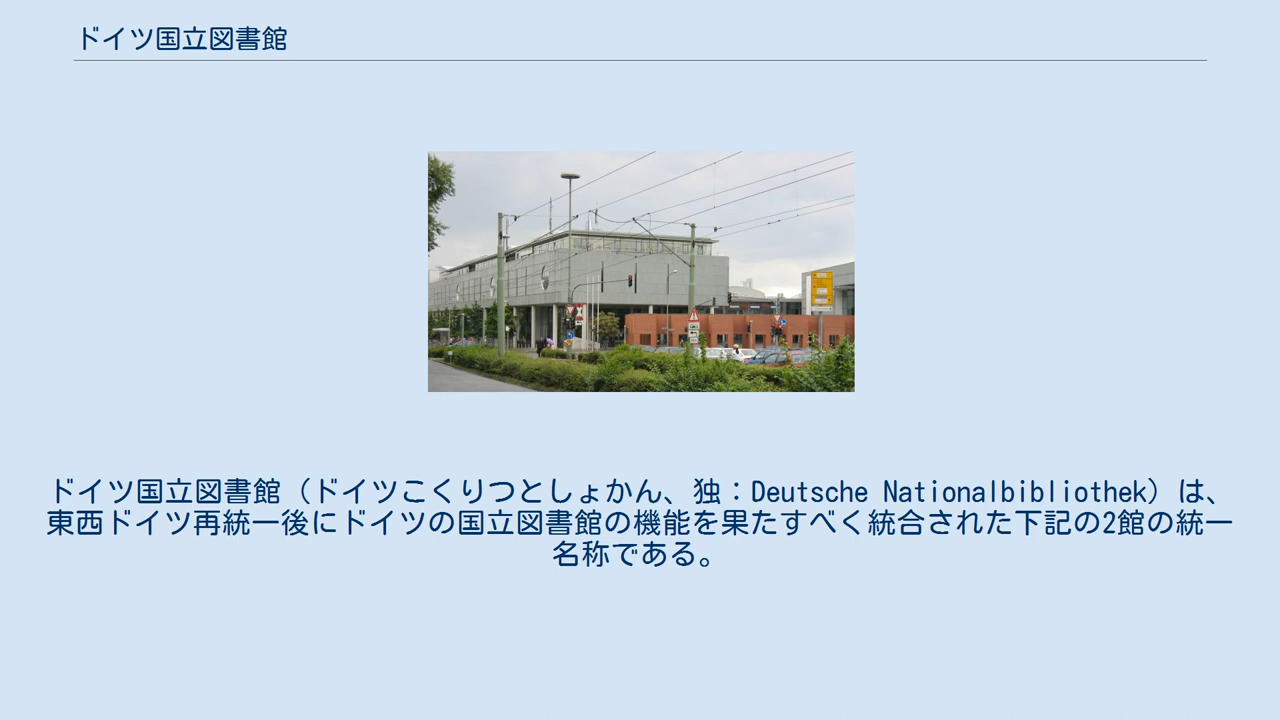 ドイツ国立図書館
ドイツ国立図書館（ドイツこくりつとしょかん、独：Deutsche Nationalbibliothek）は、
東西ドイツ再統一後にドイツの国立図書館の機能を果たすべく統合された下記の2館の統一
名称である。